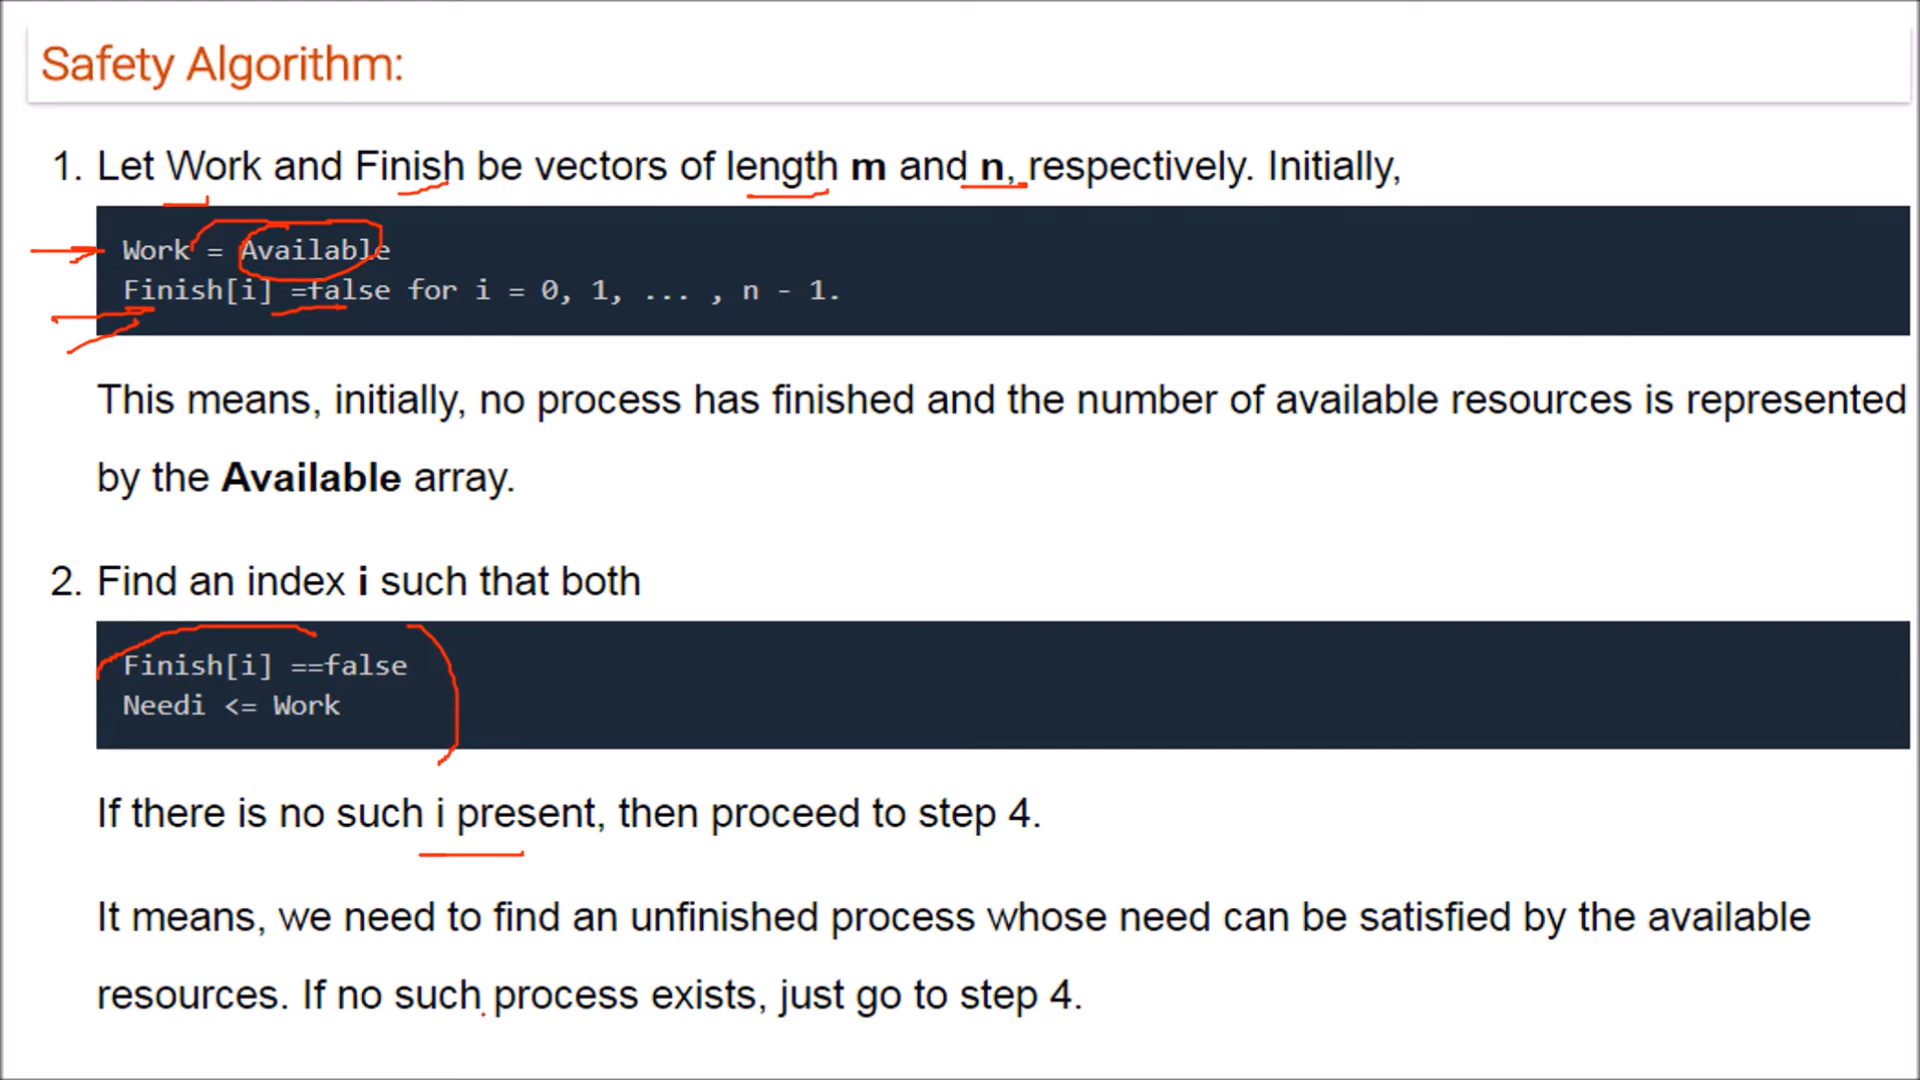 Safety Algorithm:
1. Let Work and Finish be vectors of length m and n, respectively. Initially,
Work = Available
Finish[i] =false for i = 0, 1, ... , n - 1.
This means, initially, no process has finished and the number of available resources is represented
by the Available array.
2. Find an index i such that both
Finish[i] ==false
Needi <= Work
If there is no such i present, then proceed to step 4.
It means, we need to find an unfinished process whose need can be satisfied by the available
resources. If no such process exists, just go to step 4.